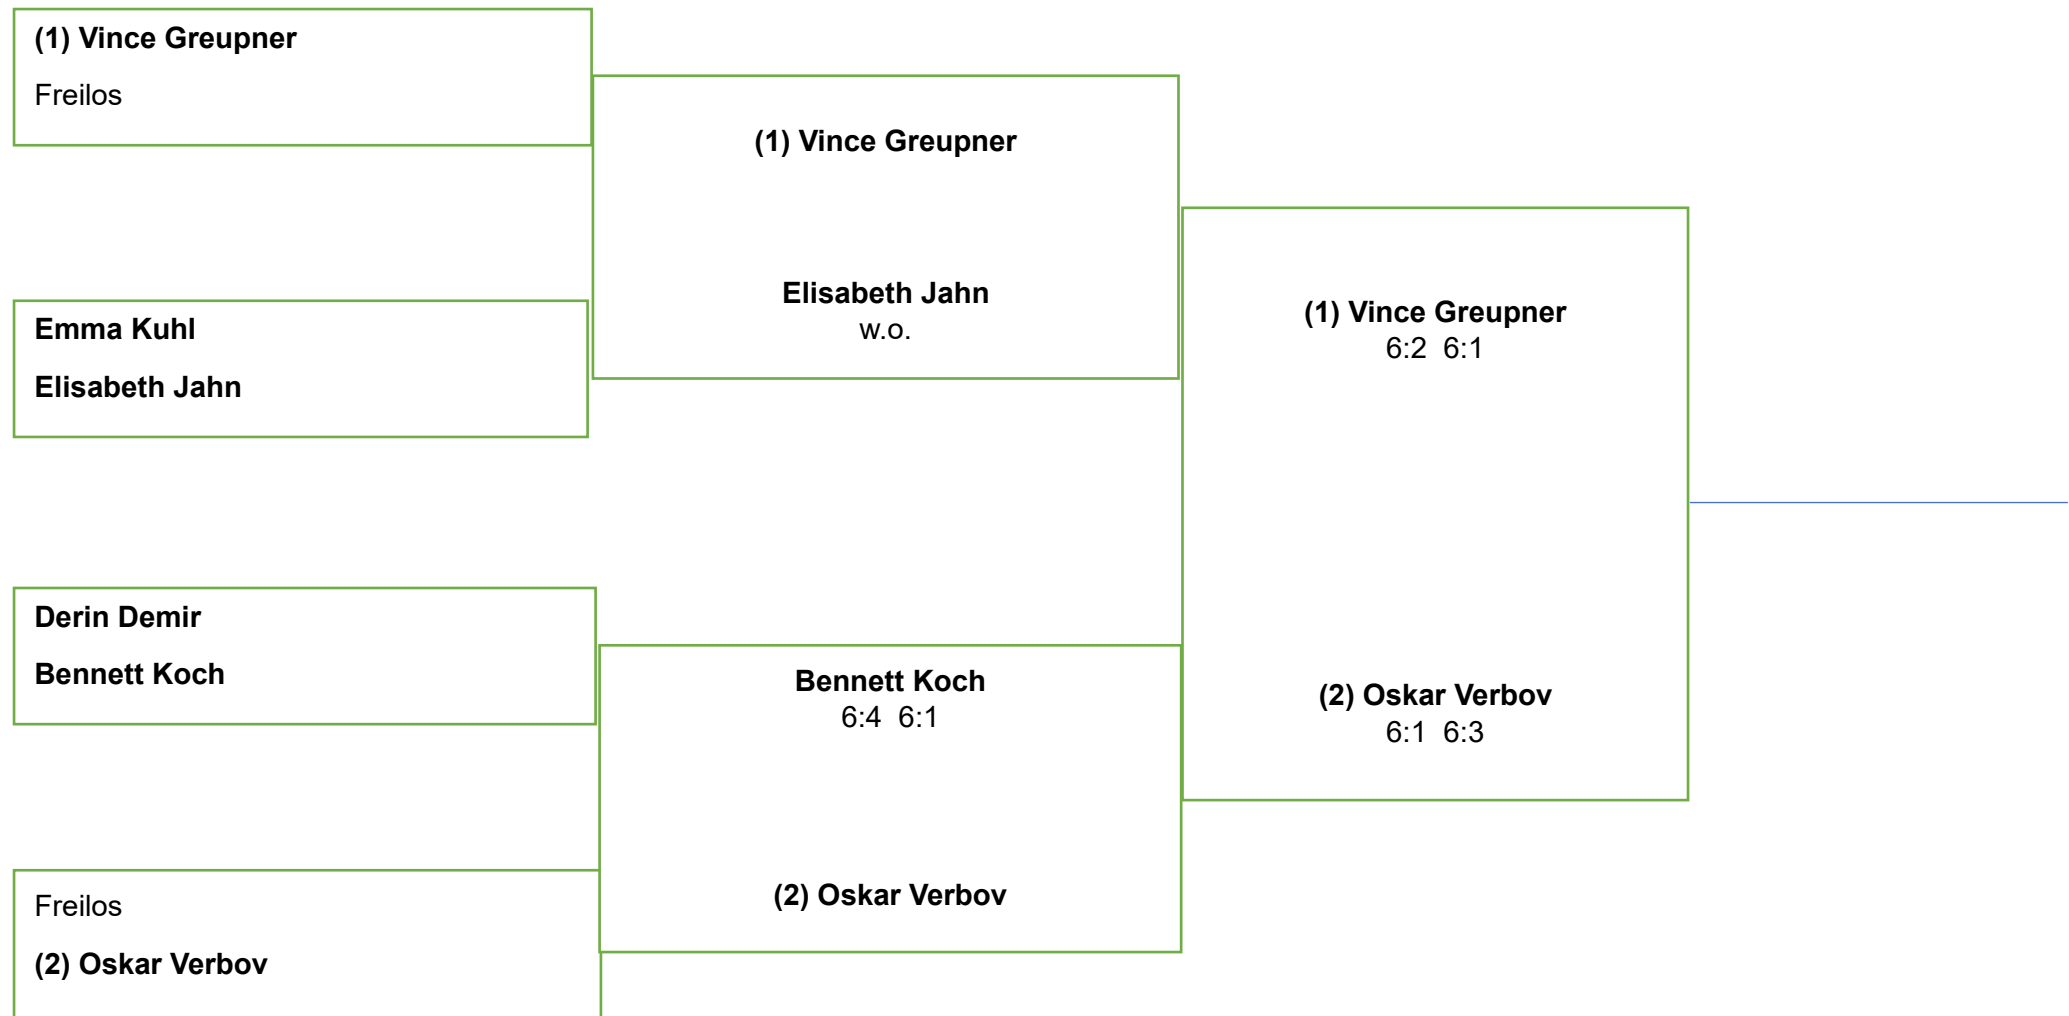 (1) Vince Greupner
Freilos
Emma Kuhl
Elisabeth Jahn
Derin Demir
Bennett Koch
Freilos
(2) Oskar Verbov
(1) Vince Greupner
Elisabeth Jahn
w.o.
Bennett Koch
6:4 6:1
(2) Oskar Verbov
(1) Vince Greupner
6:2 6:1
(2) Oskar Verbov
6:1 6:3